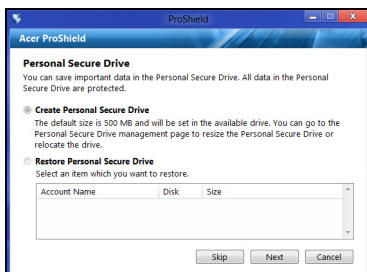 ProShield
Acer ProShield
Personal Secure Drive
You can save important data in the Personal Secure Drive. All data in the Personal
Secure Drive are protected.
Create Personal Secure Drive
The default size is 500 MB and will be set in the available drive. You can go to the
Personal Secure Drive management page to resize the Personal Secure Drive or
relocate the drive.
Restore Personal Secure Drive
Select an item which you want to restore.
Account Name Disk Size
Skip Next Cancel